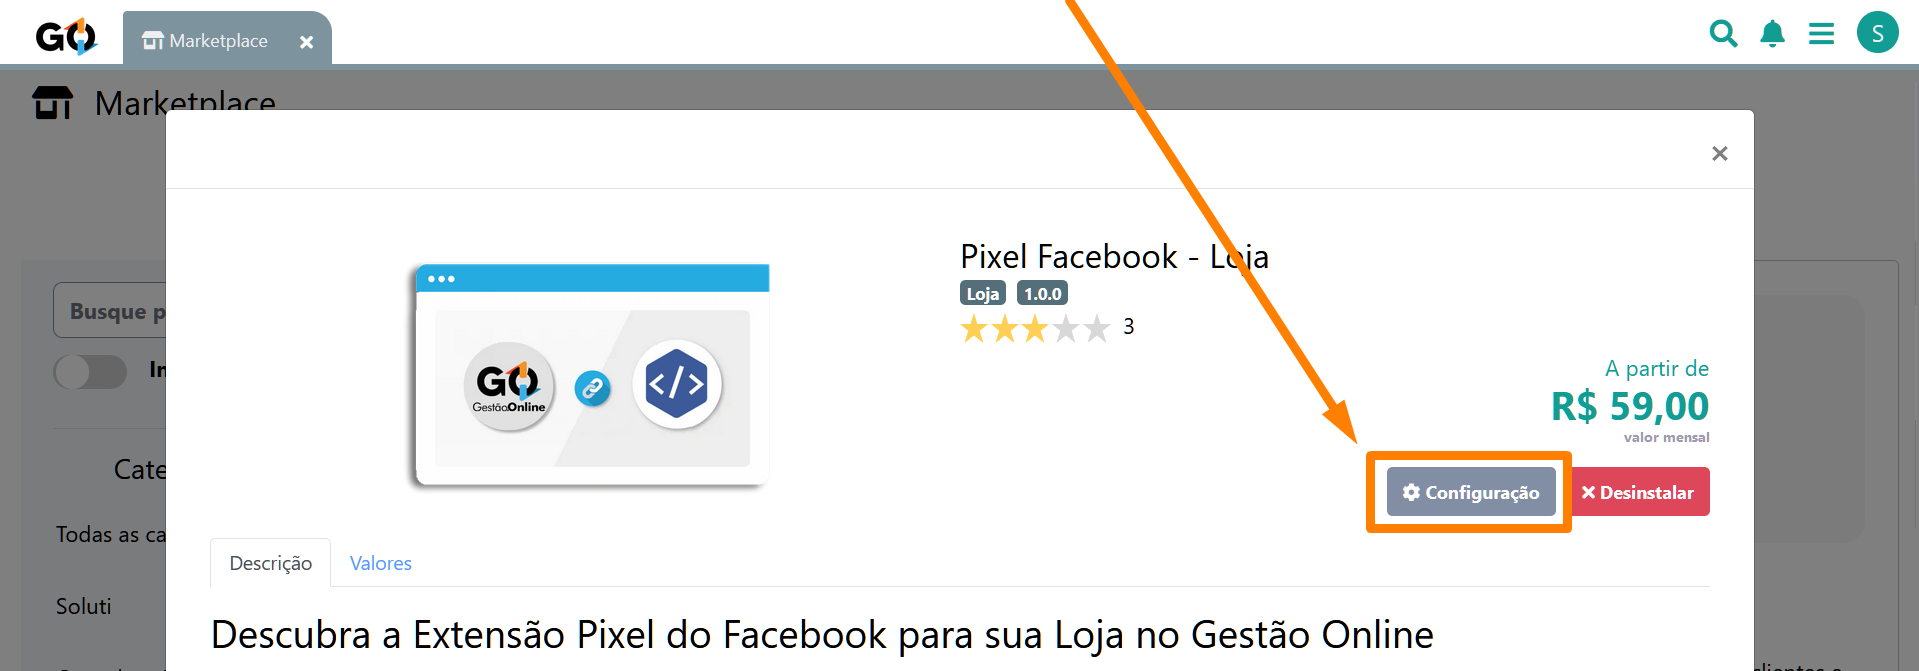 GO
Marketplace
S
Marketplace
Pixel Facebook - Loja
Loja 1.0.0
3
Busque p
In
A partir de
R$ 59,00
valor mensal
GO
GestãoOnline
</>
Configuração
Desinstalar
Cate
Todas as ca
Descrição
Valores
Soluti
Descubra a Extensão Pixel do Facebook para sua Loja no Gestão Online